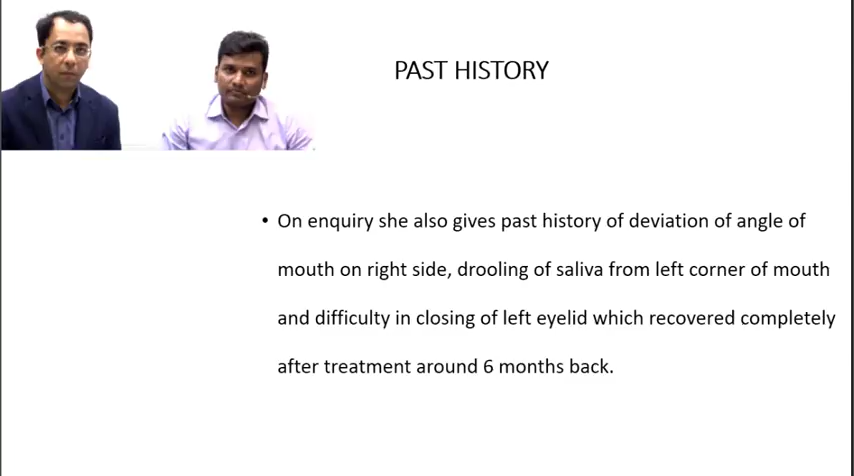 PAST HISTORY
• On enquiry she also gives past history of deviation of angle of
mouth on right side, drooling of saliva from left corner of mouth
and difficulty in closing of left eyelid which recovered completely
after treatment around 6 months back.